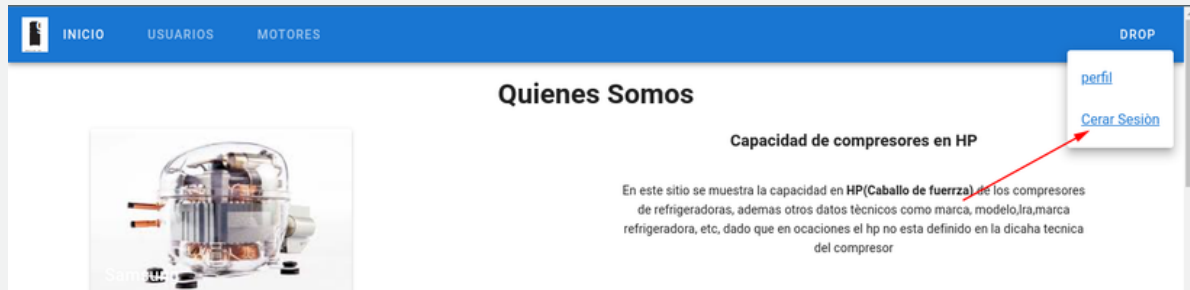 INICIO USUARIOS MOTORES DROP
perfil
Cerar Sesiòn
Quienes Somos
Capacidad de compresores en HP
En este sitio se muestra la capacidad en HP(Caballo de fuerrza) de los compresores
de refrigeradoras, ademas otros datos tècnicos como marca, modelo,lra,marca
refrigeradora, etc, dado que en ocaciones el hp no esta definido en la dicaha tecnica
del compresor
Samsung